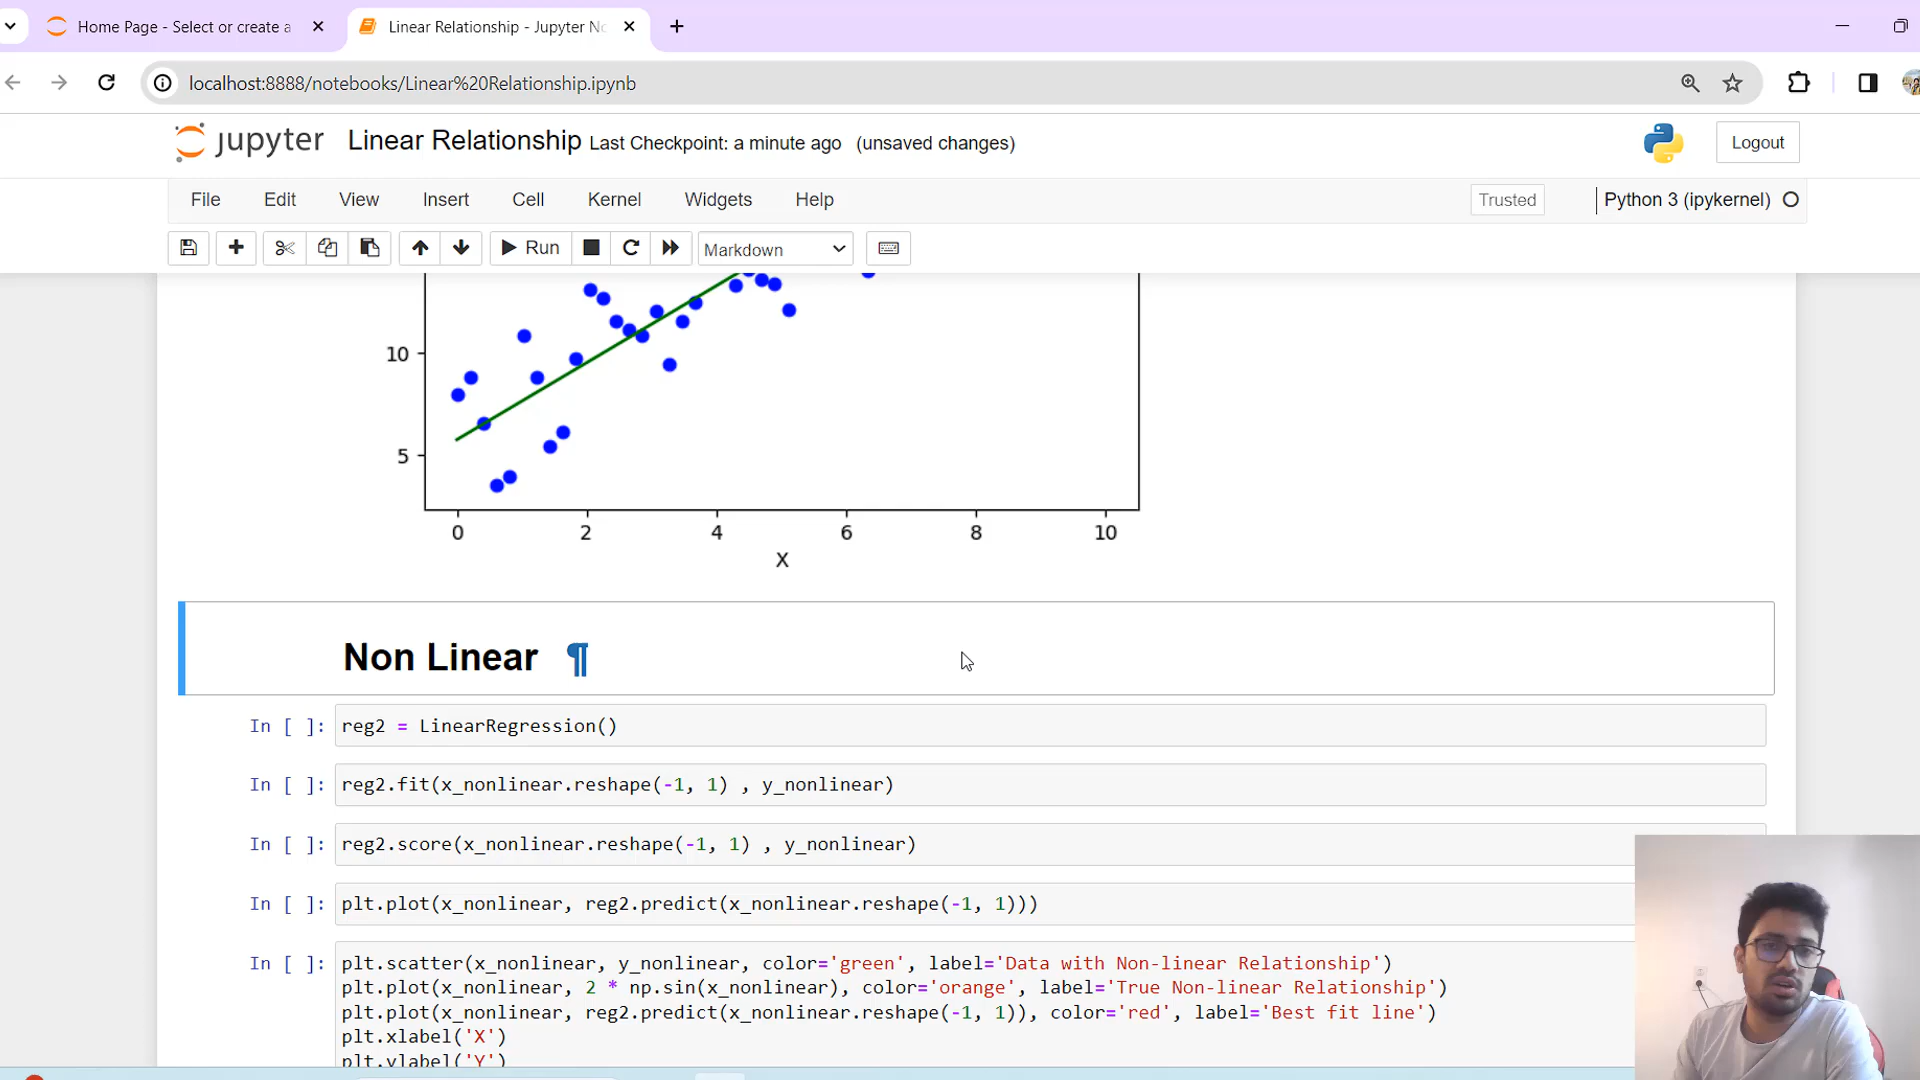 Home Page - Select or create a
Linear Relationship - Jupyter No
localhost:8888/notebooks/Linear%20Relationship.ipynb
jupyter Linear Relationship Last Checkpoint: a minute ago (unsaved changes)
Logout
File Edit View Insert Cell Kernel Widgets Help
Trusted
Python 3 (ipykernel)
Run
Markdown
10
5
0 2 4 6 8 10
X
Non Linear ¶
In [ ]: reg2 = LinearRegression()
In [ ]: reg2.fit(x_nonlinear.reshape(-1, 1) , y_nonlinear)
In [ ]: reg2.score(x_nonlinear.reshape(-1, 1) , y_nonlinear)
In [ ]: plt.plot(x_nonlinear, reg2.predict(x_nonlinear.reshape(-1, 1)))
In [ ]: plt.scatter(x_nonlinear, y_nonlinear, color='green', label='Data with Non-linear Relationship')
plt.plot(x_nonlinear, 2 * np.sin(x_nonlinear), color='orange', label='True Non-linear Relationship')
plt.plot(x_nonlinear, reg2.predict(x_nonlinear.reshape(-1, 1)), color='red', label='Best fit line')
plt.xlabel('X')
plt.ylabel('Y')